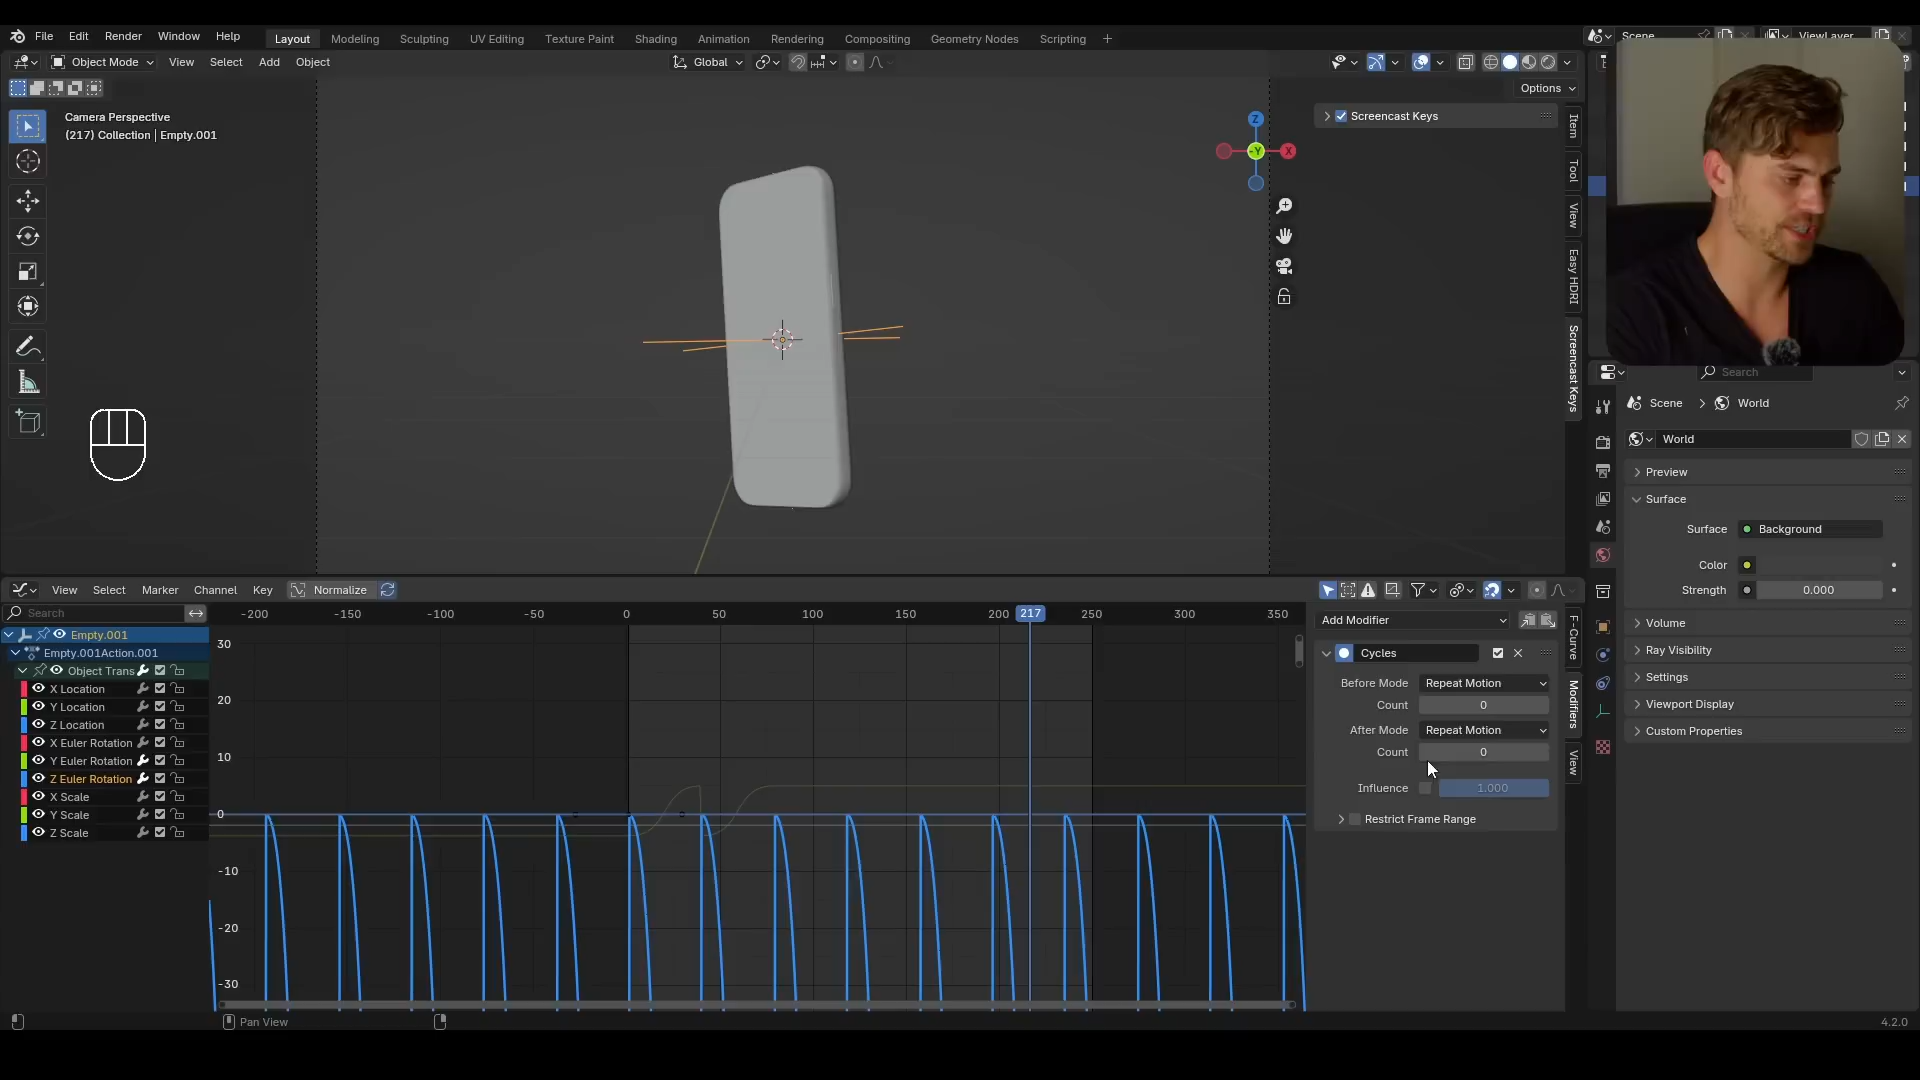 File Edit Render Window Help
Layout Modeling Sculpting UV Editing Texture Paint Shading Animation Rendering Compositing Geometry Nodes Scripting +
Scene
ViewLayer
Object Mode View Select Add Object
Global
Options
Camera Perspective
(217) Collection | Empty.001
Screencast Keys
Z
-Y
X
Item
Tool
View
Easy HDRI
Screencast Keys
Search
Scene > World
World
Preview
Surface
Surface Background
Color
Strength 0.000
Volume
Ray Visibility
Settings
Viewport Display
Custom Properties
View Select Marker Channel Key Normalize
Search
-200 -150 -100 -50 0 50 100 150 200 217 250 300 350
Empty.001
Empty.001Action.001
Object Trans
X Location
Y Location
Z Location
X Euler Rotation
Y Euler Rotation
Z Euler Rotation
X Scale
Y Scale
Z Scale
30
20
10
0
-10
-20
-30
Add Modifier
Cycles
Before Mode Repeat Motion
Count 0
After Mode Repeat Motion
Count 0
Influence 1.000
Restrict Frame Range
F-Curve
Modifiers
View
Pan View
4.2.0